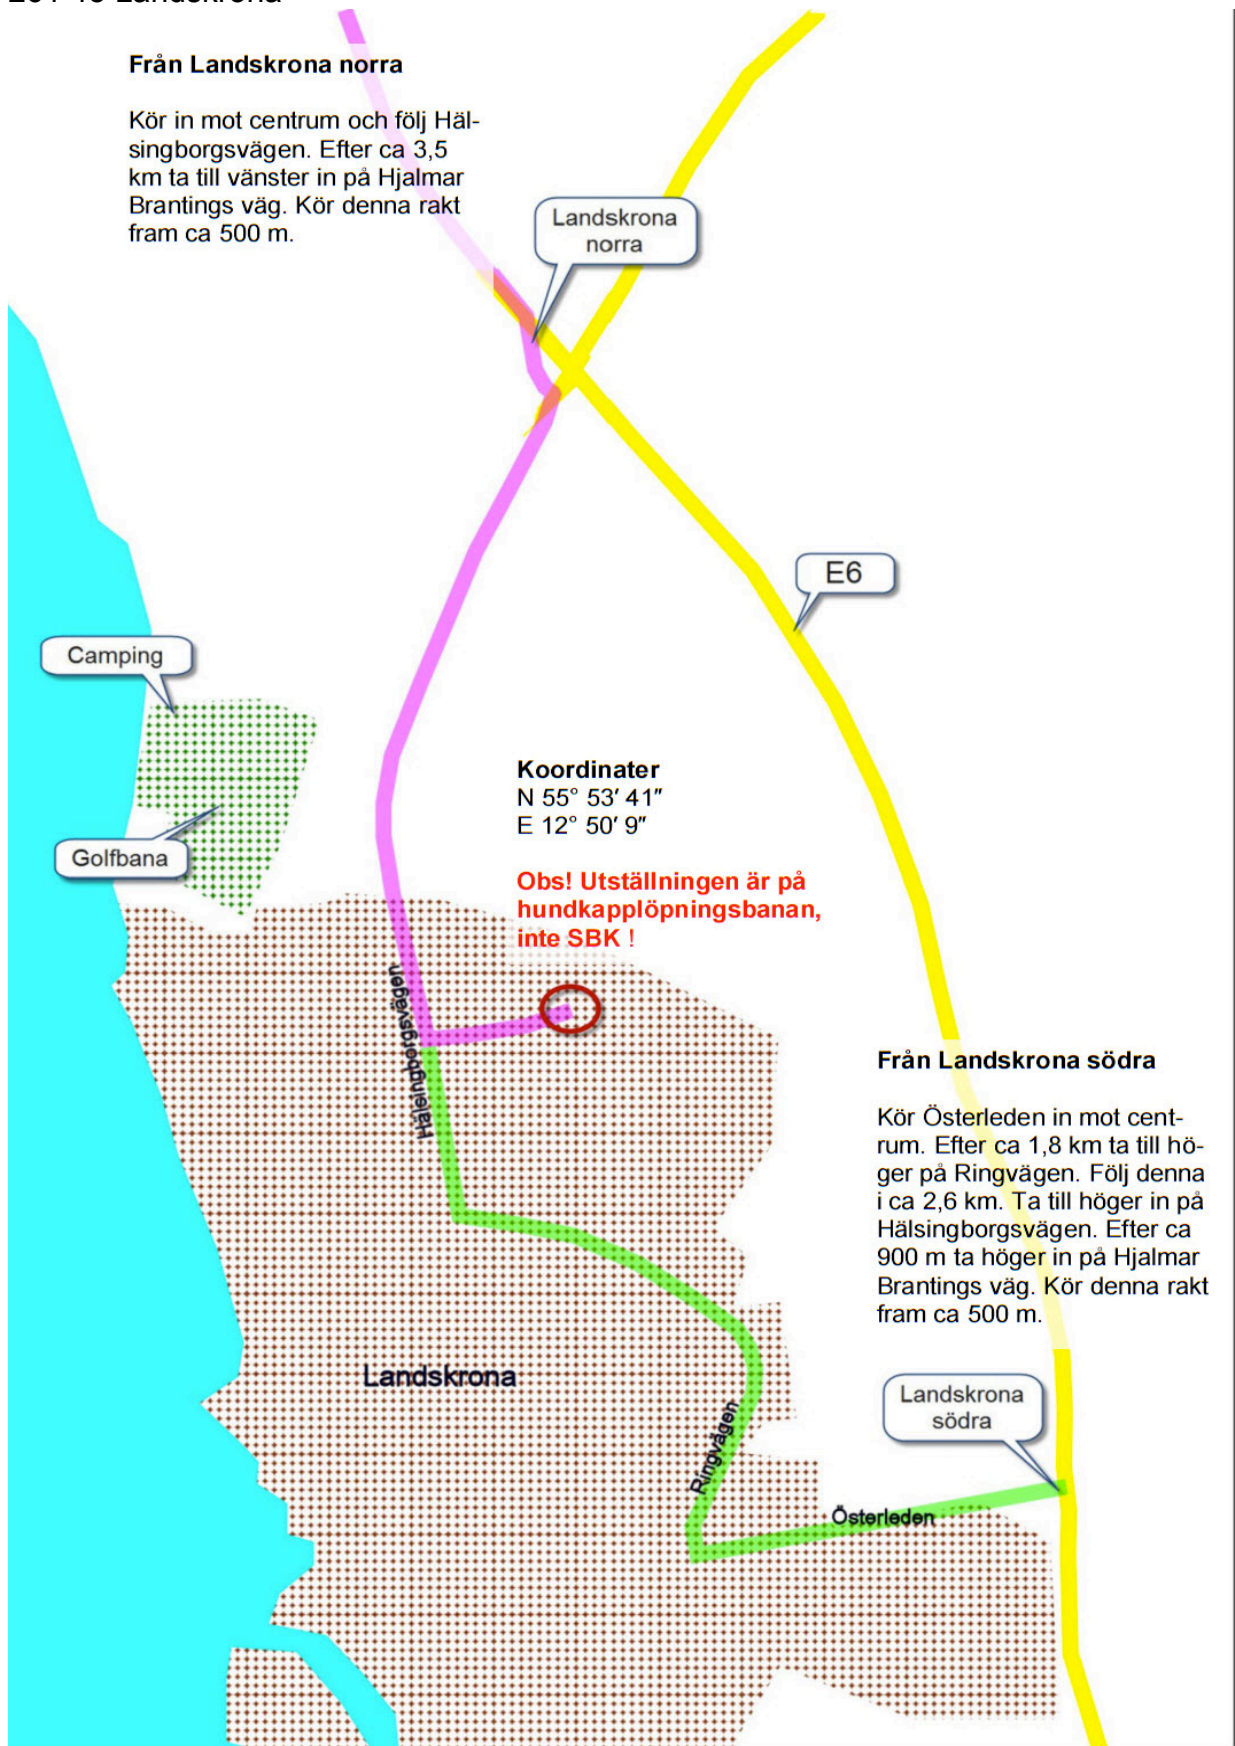 Från Landskrona norra
Kör in mot centrum och följ Häl-
singborgsvägen. Efter ca 3,5
km ta till vänster in på Hjalmar
Brantings väg. Kör denna rakt
fram ca 500 m.
Landskrona
norra
E6
Camping
Golfbana
Koordinater
N 55° 53′ 41″
E 12° 50′ 9″
Obs! Utställningen är på
hundkapplöpningsbanan,
inte SBK !
Hälsingborgsvägen
Från Landskrona södra
Kör Österleden in mot cent-
rum. Efter ca 1,8 km ta till hö-
ger på Ringvägen. Följ denna
i ca 2,6 km. Ta till höger in på
Hälsingborgsvägen. Efter ca
900 m ta höger in på Hjalmar
Brantings väg. Kör denna rakt
fram ca 500 m.
Landskrona
Landskrona
södra
Ringvägen
Österleden